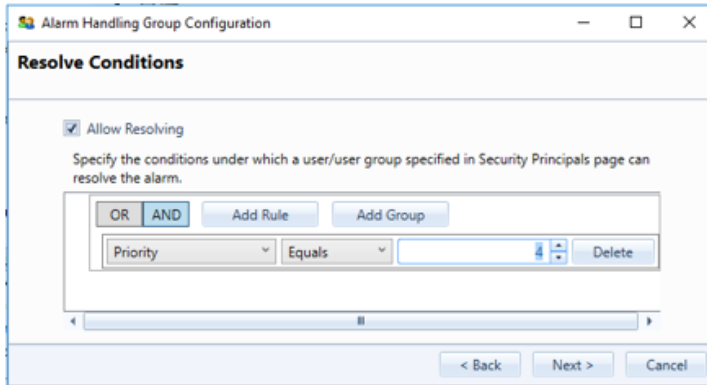 Alarm Handling Group Configuration
Resolve Conditions
Allow Resolving
Specify the conditions under which a user/user group specified in Security Principals page can
resolve the alarm.
OR AND Add Rule Add Group
Priority Equals 4 Delete
< Back Next > Cancel